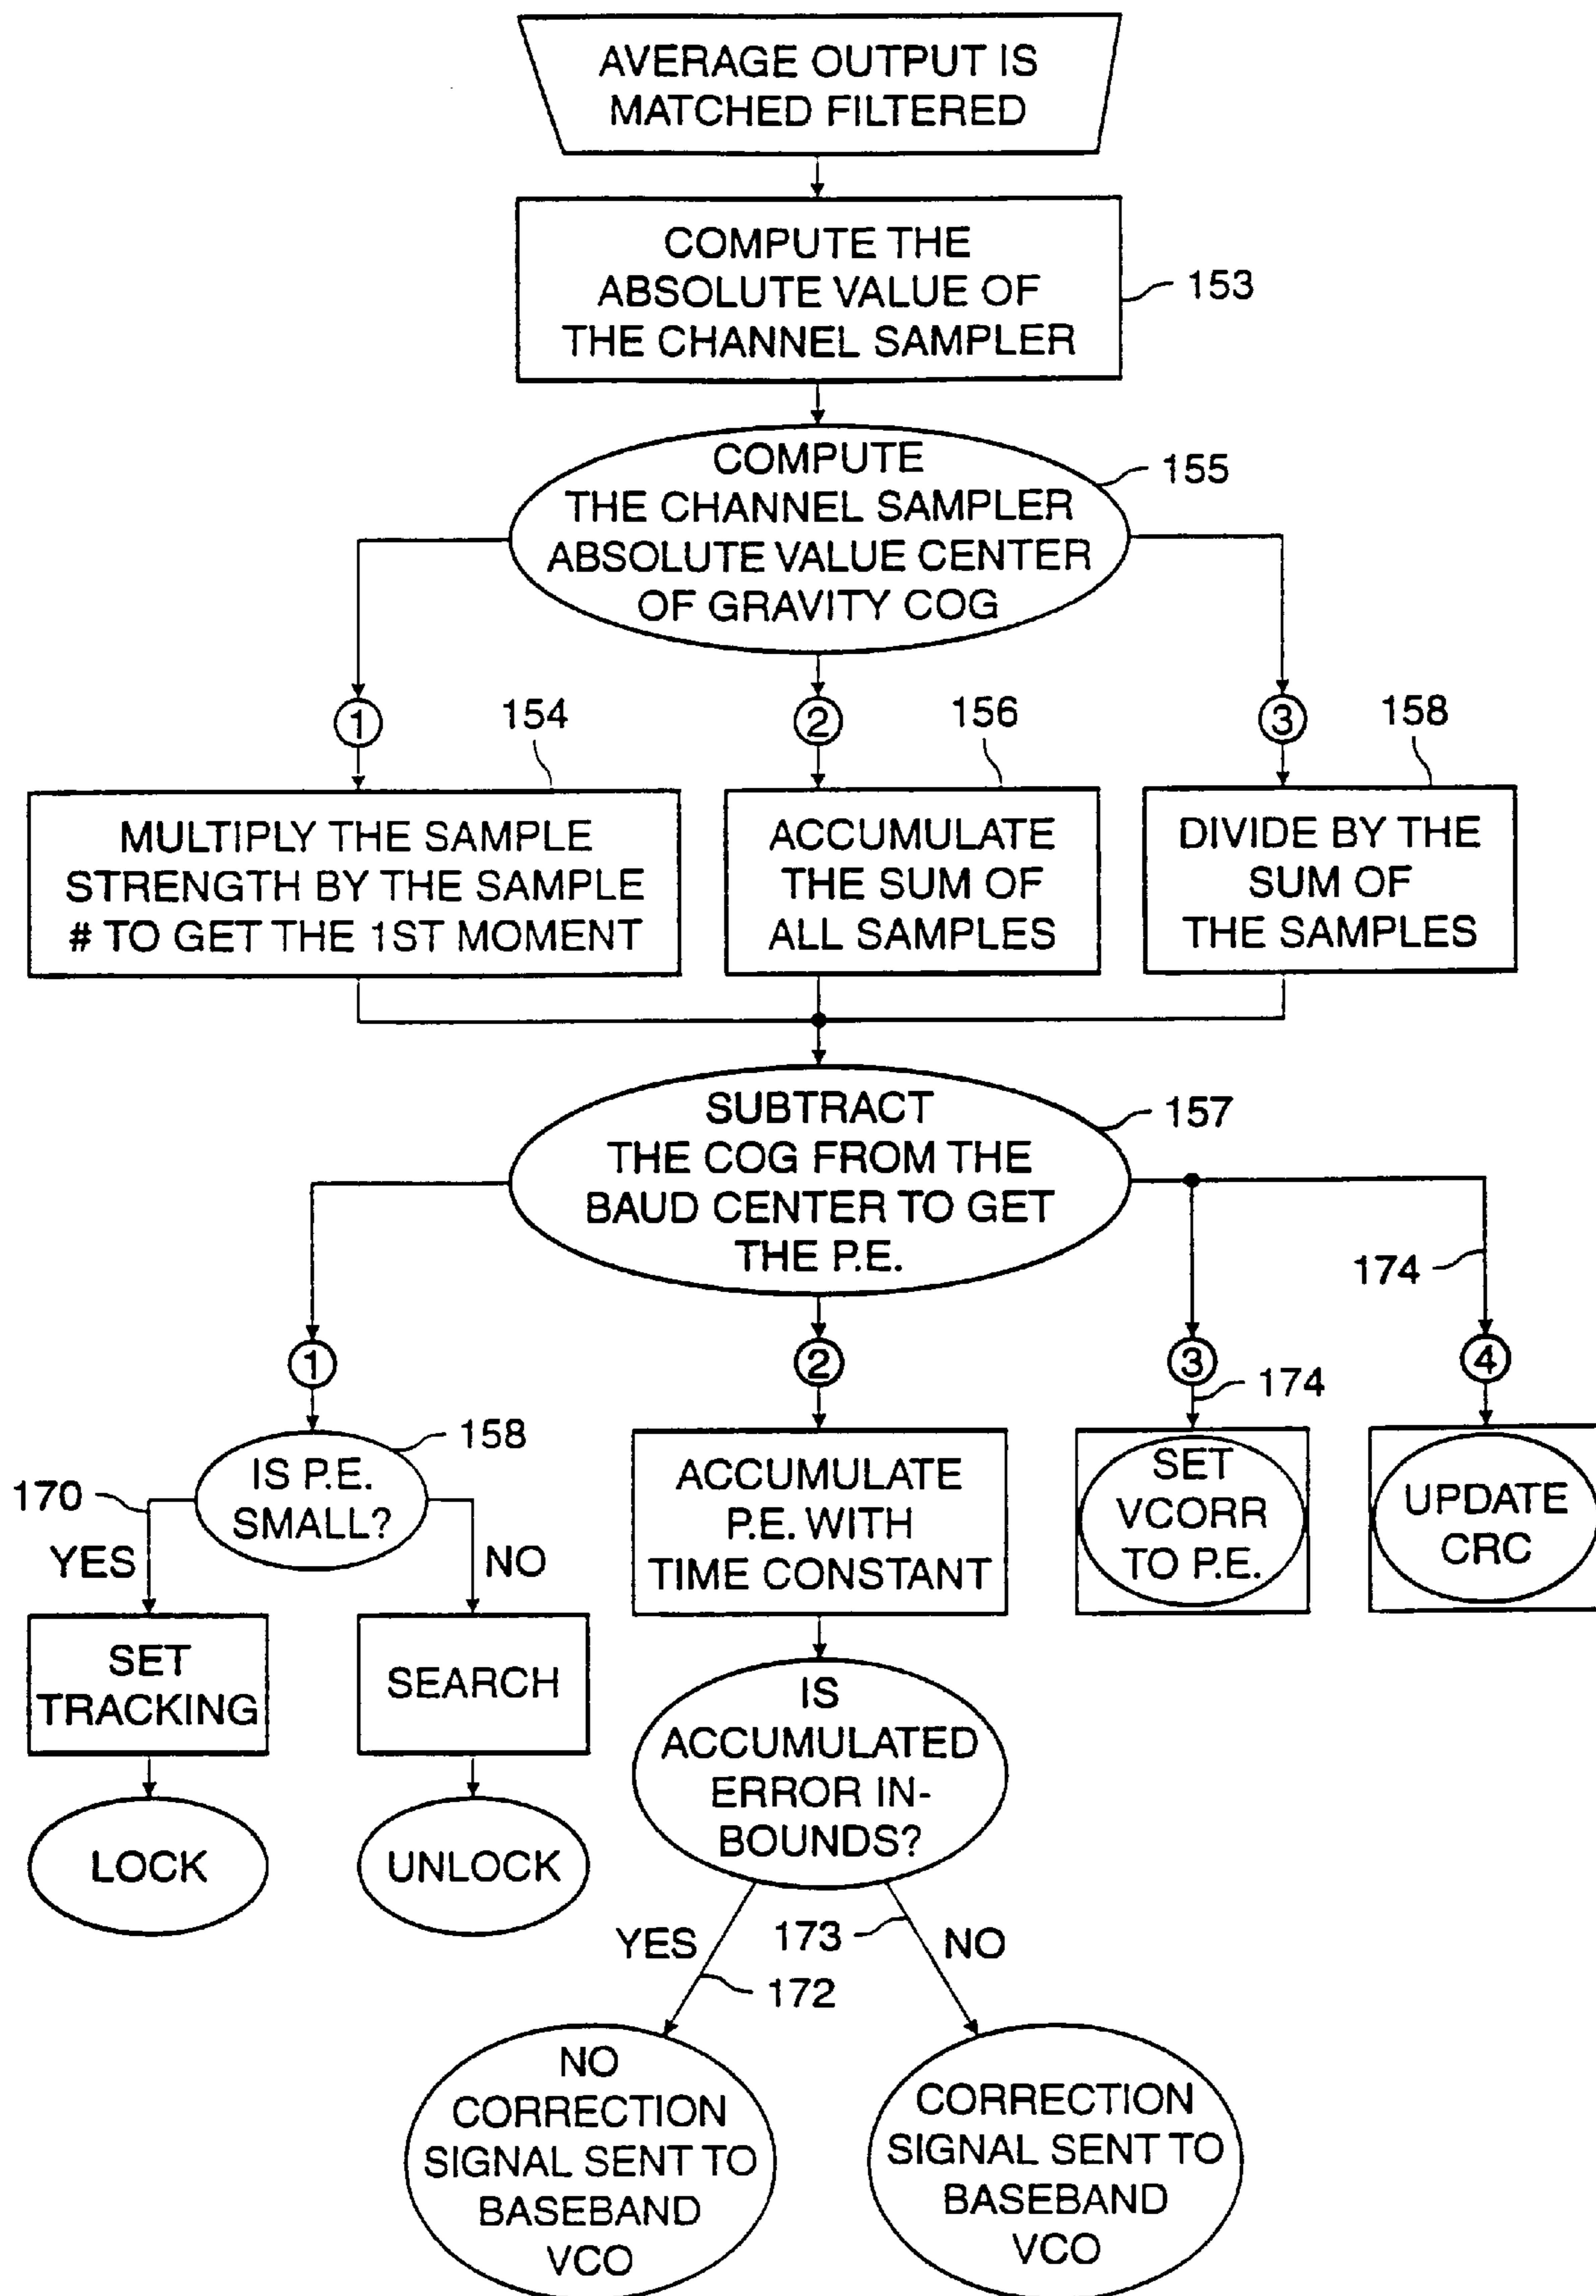 AVERAGE OUTPUT IS
MATCHED FILTERED
COMPUTE THE
ABSOLUTE VALUE OF
THE CHANNEL SAMPLER
153
COMPUTE
THE CHANNEL SAMPLER
ABSOLUTE VALUE CENTER
OF GRAVITY COG
155
1
154
2
156
3
158
MULTIPLY THE SAMPLE
STRENGTH BY THE SAMPLE
# TO GET THE 1ST MOMENT
ACCUMULATE
THE SUM OF
ALL SAMPLES
DIVIDE BY THE
SUM OF
THE SAMPLES
SUBTRACT
THE COG FROM THE
BAUD CENTER TO GET
THE P.E.
157
174
1
2
3
4
174
158
IS P.E.
SMALL?
170
YES
NO
ACCUMULATE
P.E. WITH
TIME CONSTANT
SET
VCORR
TO P.E.
UPDATE
CRC
SET
TRACKING
SEARCH
IS
ACCUMULATED
ERROR IN-
BOUNDS?
LOCK
UNLOCK
YES
173
NO
172
NO
CORRECTION
SIGNAL SENT TO
BASEBAND
VCO
CORRECTION
SIGNAL SENT TO
BASEBAND
VCO